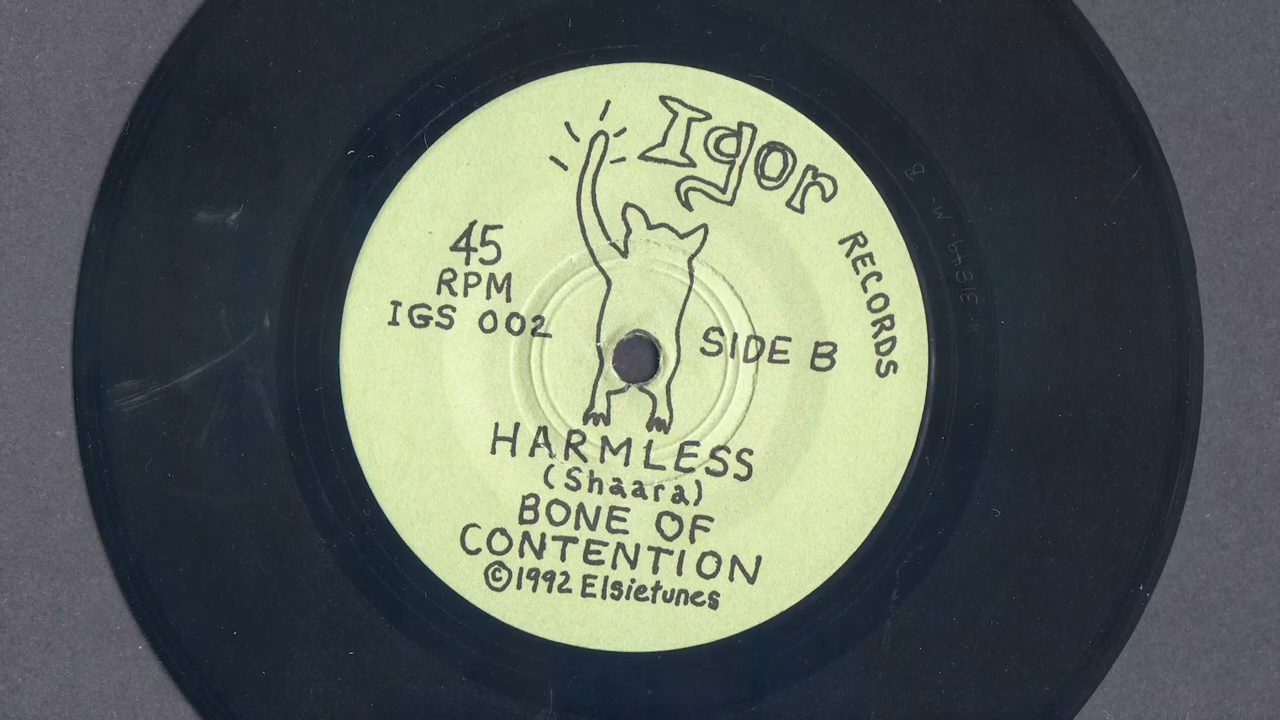 Igor
RECORDS
45
RPM
IGS 002
SIDE B
HARMLESS
(Shaara)
BONE OF
CONTENTION
©1992 Elsietunes